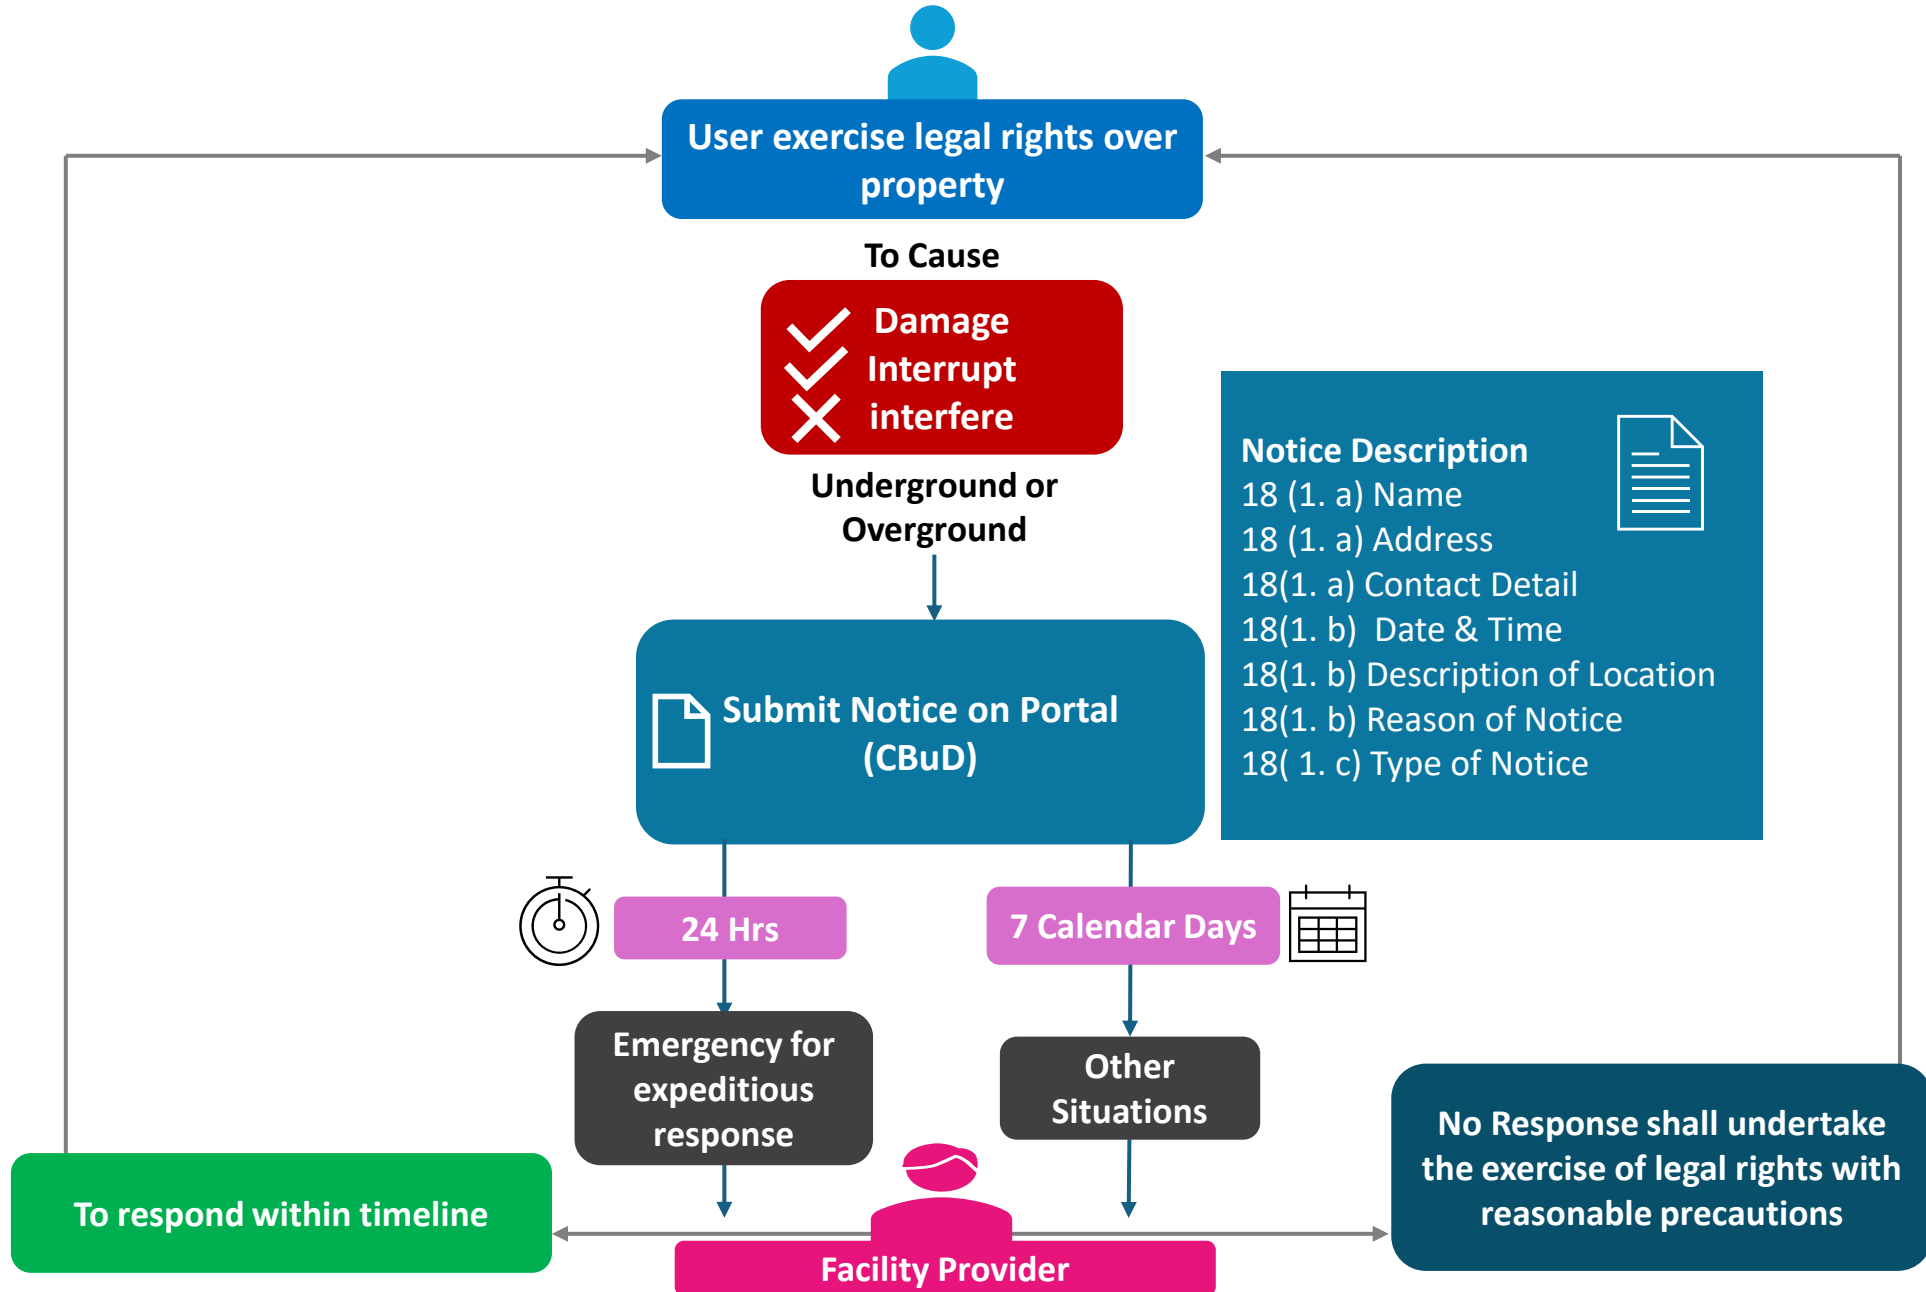 User exercise legal rights over
property
To Cause
Damage
Interrupt
interfere
Underground or
Overground
Notice Description
18 (1. a) Name
18 (1. a) Address
18(1. a) Contact Detail
18(1. b)  Date & Time
18(1. b) Description of Location
18(1. b) Reason of Notice
18( 1. c) Type of Notice
Submit Notice on Portal
(CBuD)
24 Hrs
7 Calendar Days
Emergency for
expeditious
response
Other
Situations
To respond within timeline
No Response shall undertake
the exercise of legal rights with
reasonable precautions
Facility Provider